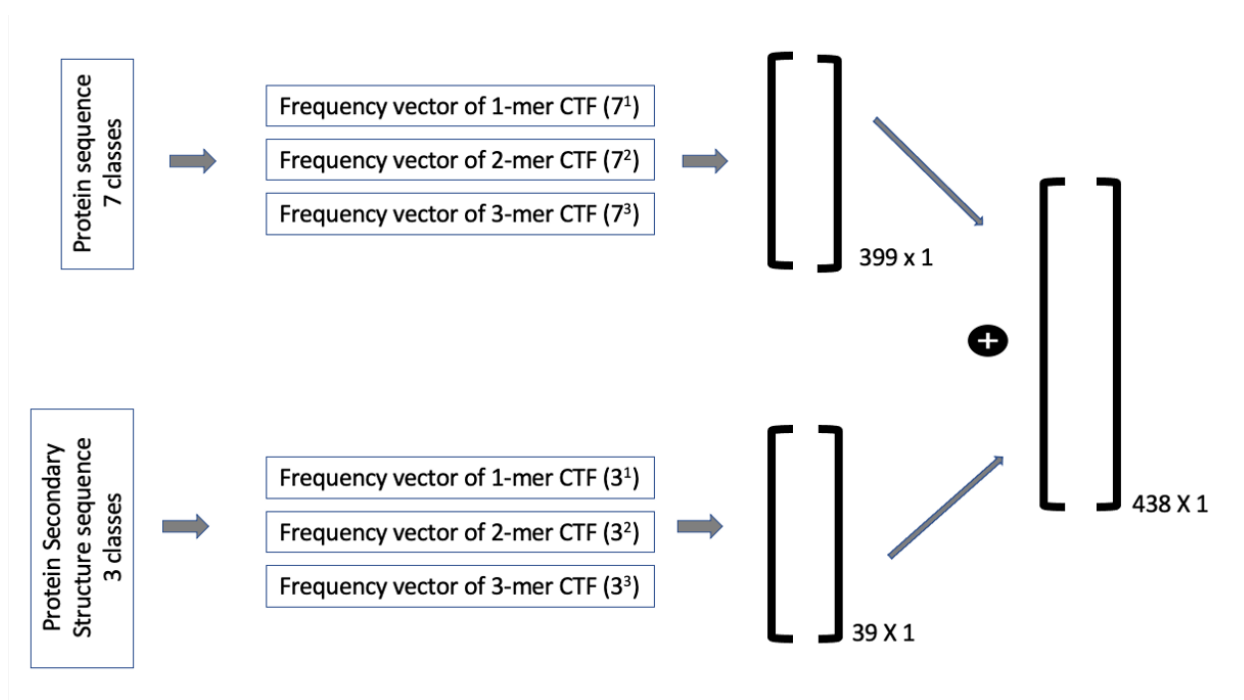 Protein sequence
7 classes
Frequency vector of 1-mer CTF (7¹)
Frequency vector of 2-mer CTF (7²)
Frequency vector of 3-mer CTF (7³)
399 x 1
+
438 X 1
Protein Secondary
Structure sequence
3 classes
Frequency vector of 1-mer CTF (3¹)
Frequency vector of 2-mer CTF (3²)
Frequency vector of 3-mer CTF (3³)
39 X 1